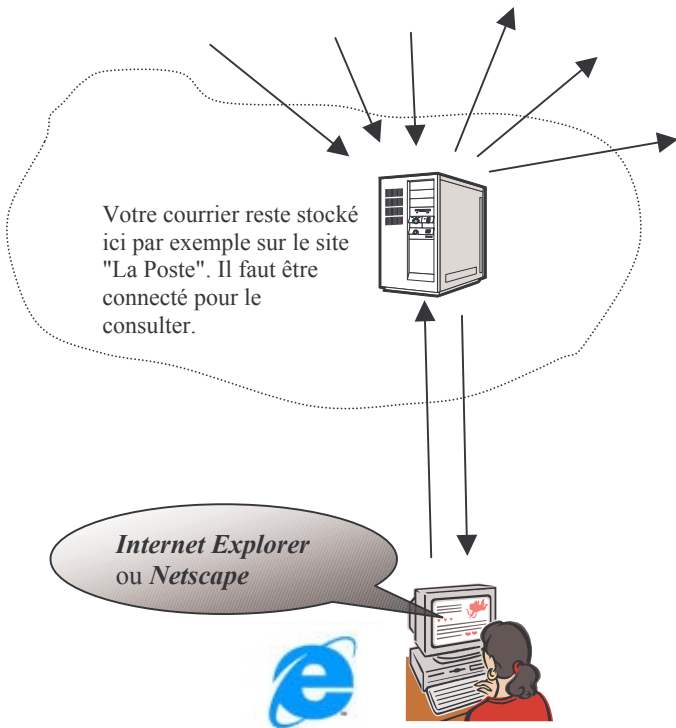 Votre courrier reste stocké
ici par exemple sur le site
"La Poste". Il faut être
connecté pour le
consulter.
Internet Explorer
ou Netscape